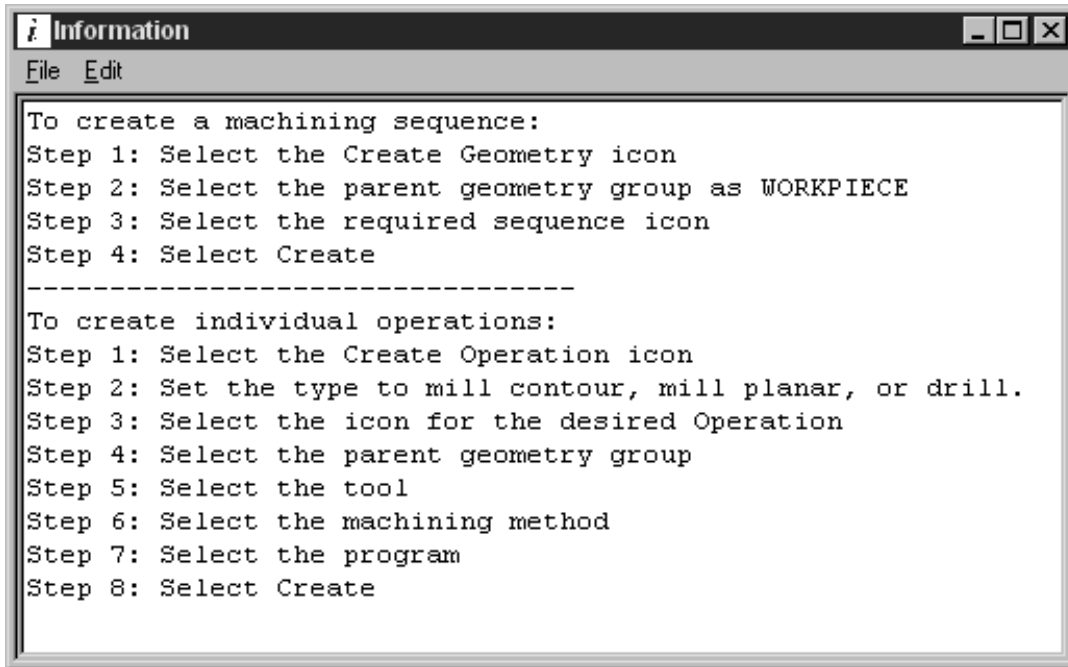 i Information
File Edit
To create a machining sequence:
Step 1: Select the Create Geometry icon
Step 2: Select the parent geometry group as WORKPIECE
Step 3: Select the required sequence icon
Step 4: Select Create
---------------------------------
To create individual operations:
Step 1: Select the Create Operation icon
Step 2: Set the type to mill contour, mill planar, or drill.
Step 3: Select the icon for the desired Operation
Step 4: Select the parent geometry group
Step 5: Select the tool
Step 6: Select the machining method
Step 7: Select the program
Step 8: Select Create